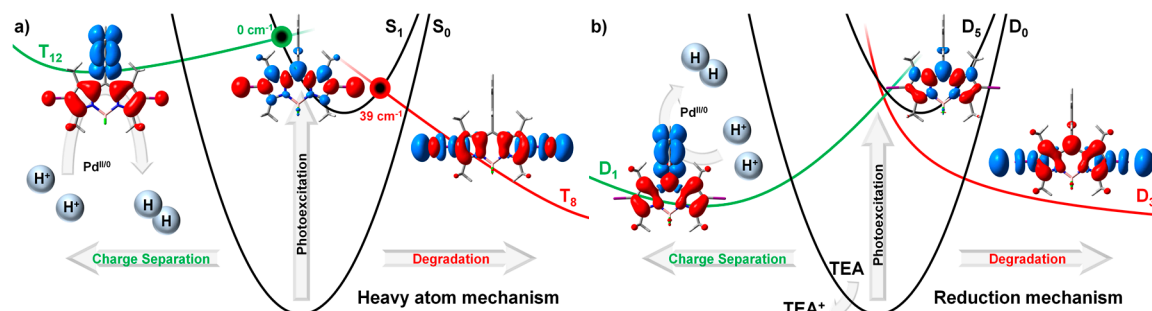 a)
T12
0 cm-1
S1
S0
39 cm-1
PdII/0
H+
H+
H
H
T8
Photoexcitation
Charge Separation
Degradation
Heavy atom mechanism
b)
D5
D0
H
H
PdII/0
H+
H+
D1
D3
Photoexcitation
Charge Separation
Degradation
TEA
TEA+
Reduction mechanism